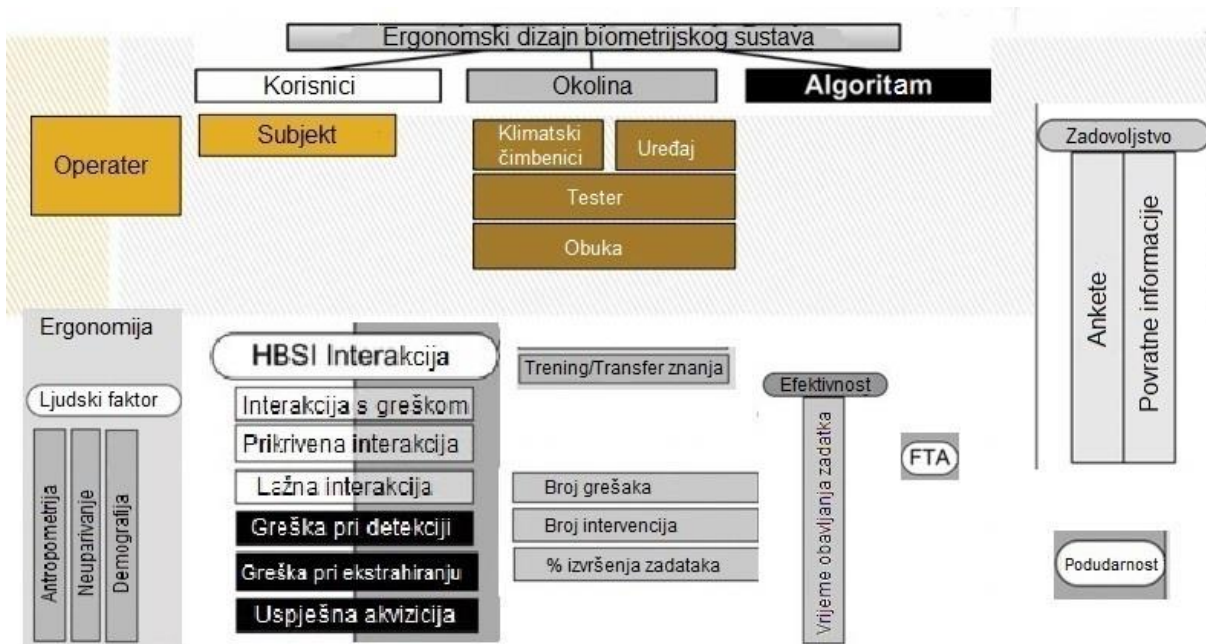 Ergonomski dizajn biometrijskog sustava
Korisnici
Okolina
Algoritam
Operater
Subjekt
Klimatski
čimbenici
Uređaj
Tester
Obuka
Zadovoljstvo
Ankete
Povratne informacije
Ergonomija
Ljudski faktor
Antropometrija
Neuparivanje
Demografija
HBSI Interakcija
Interakcija s greškom
Prikrivena interakcija
Lažna interakcija
Greška pri detekciji
Greška pri ekstrahiranju
Uspješna akvizicija
Trening/Transfer znanja
Broj grešaka
Broj intervencija
% izvršenja zadataka
Efektivnost
Vrijeme obavljanja zadatka
FTA
Podudarnost